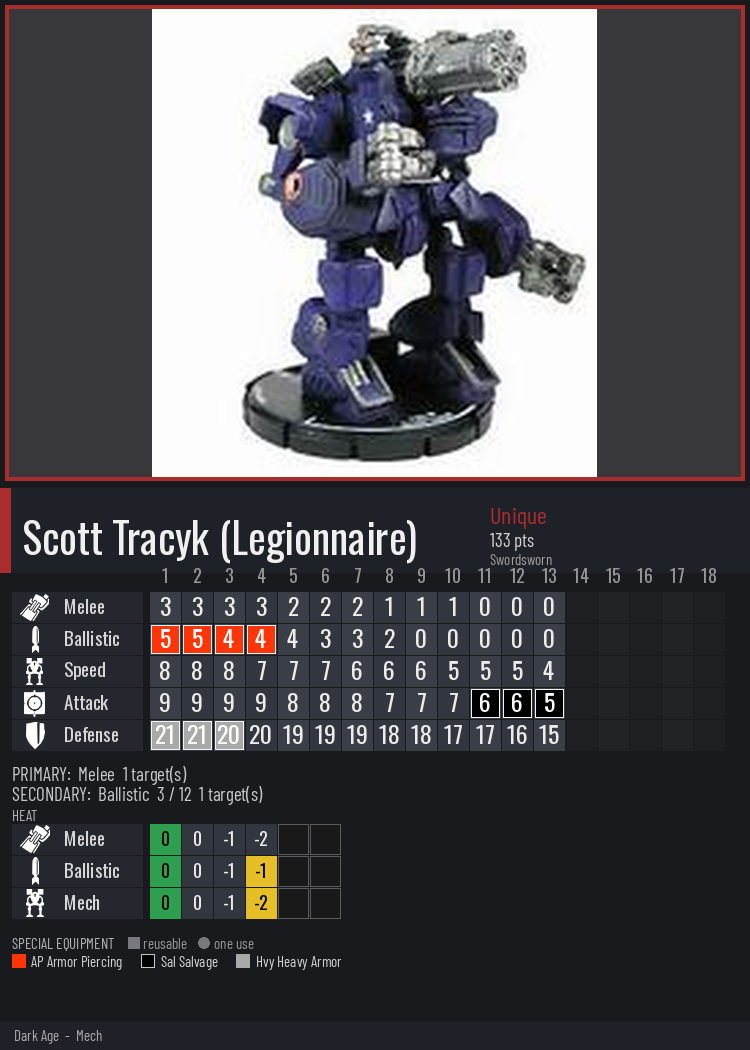 Scott Tracyk (Legionnaire)
Unique
133 pts
Swordsworn
1 2 3 4 5 6 7 8 9 10 11 12 13 14 15 16 17 18
Melee 3 3 3 3 2 2 2 1 1 1 0 0 0
Ballistic 5 5 4 4 4 3 3 2 0 0 0 0 0
Speed 8 8 8 7 7 7 6 6 6 5 5 5 4
Attack 9 9 9 9 8 8 8 7 7 7 6 6 5
Defense 21 21 20 20 19 19 19 18 18 17 17 16 15
PRIMARY: Melee 1 target(s)
SECONDARY: Ballistic 3 / 12 1 target(s)
HEAT
Melee 0 0 -1 -2
Ballistic 0 0 -1 -1
Mech 0 0 -1 -2
SPECIAL EQUIPMENT reusable one use
AP Armor Piercing Sal Salvage Hvy Heavy Armor
Dark Age - Mech